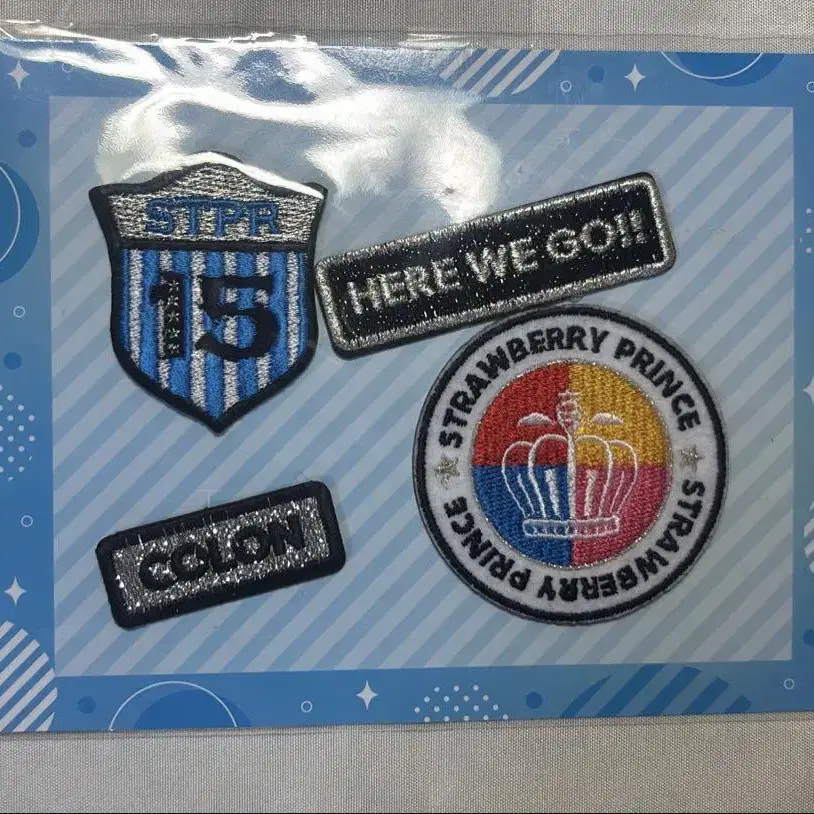 STPR
15
HERE WE GO!!
STRAWBERRY PRINCE
STRAWBERRY PRINCE
COLON